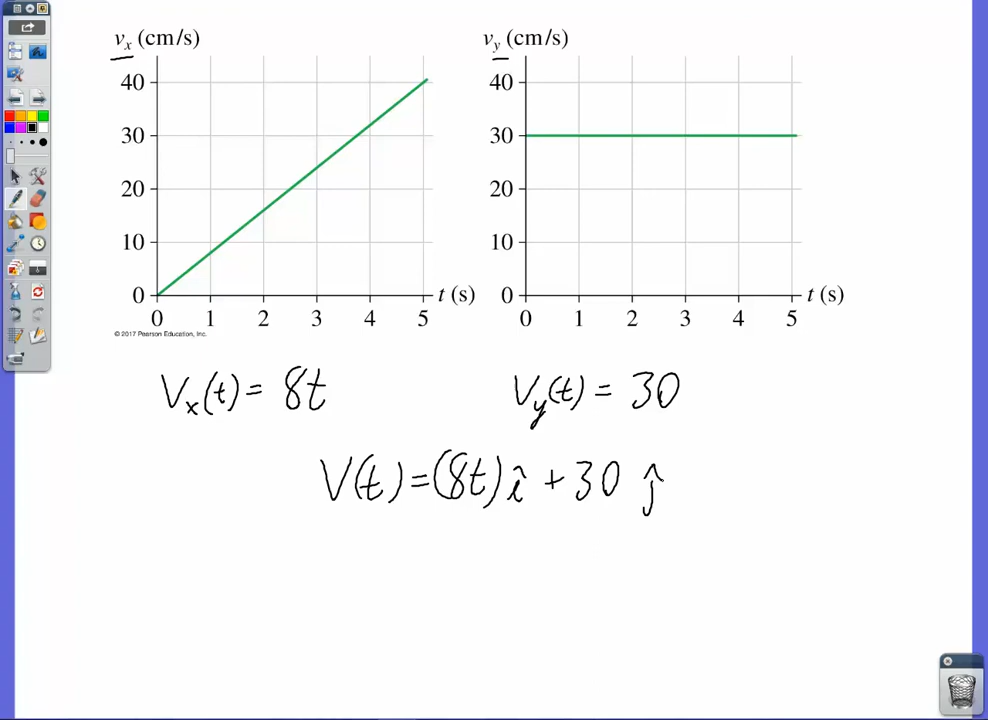 vx (cm/s)
40
30
20
10
0
0 1 2 3 4 5
t (s)
© 2017 Pearson Education, Inc.
vy (cm/s)
40
30
20
10
0
0 1 2 3 4 5
t (s)
Vx(t) = 8t
Vy(t) = 30
V(t) = (8t) î + 30 ĵ